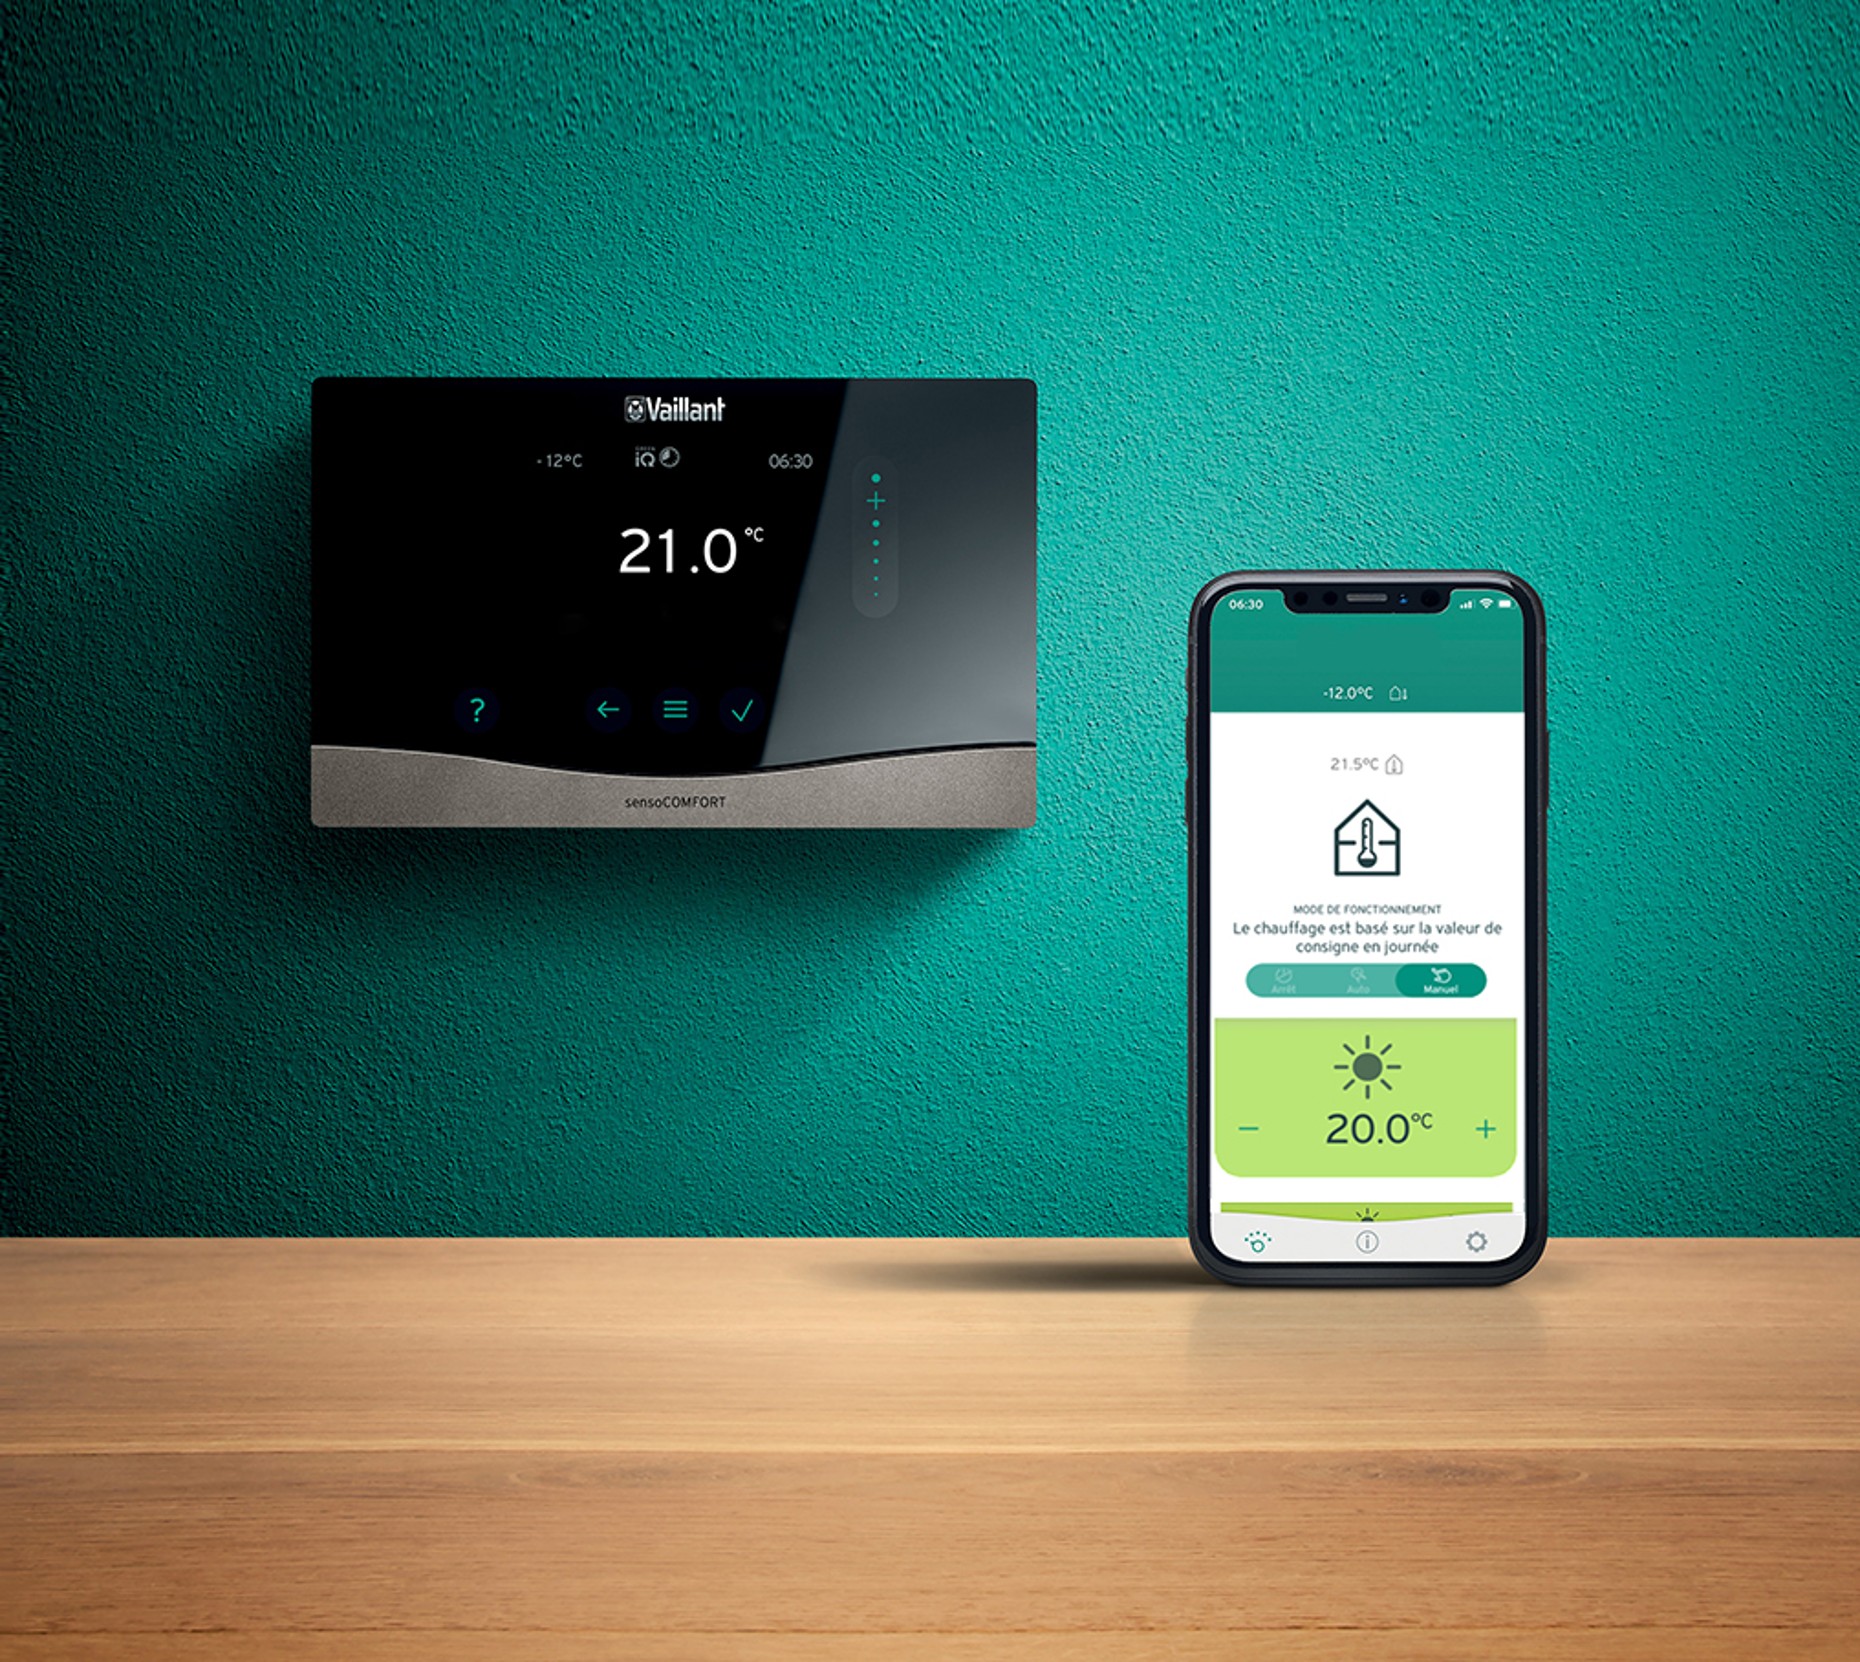 Vaillant
-12°C
iQ
06:30
21.0 °C
?
sensoCOMFORT
06:30
-12.0°C
21.5°C
MODE DE FONCTIONNEMENT
Le chauffage est basé sur la valeur de
consigne en journée
Arrêt Auto Manuel
20.0°C